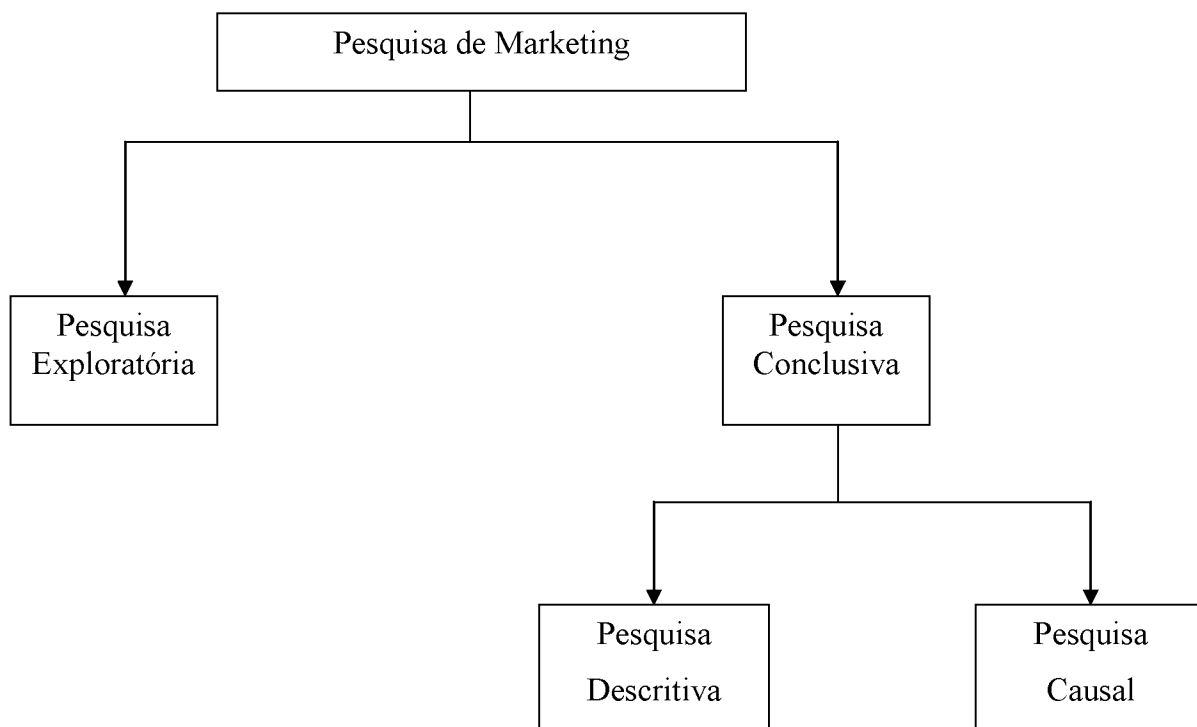 Pesquisa de Marketing
Pesquisa
Exploratória
Pesquisa
Conclusiva
Pesquisa
Descritiva
Pesquisa
Causal